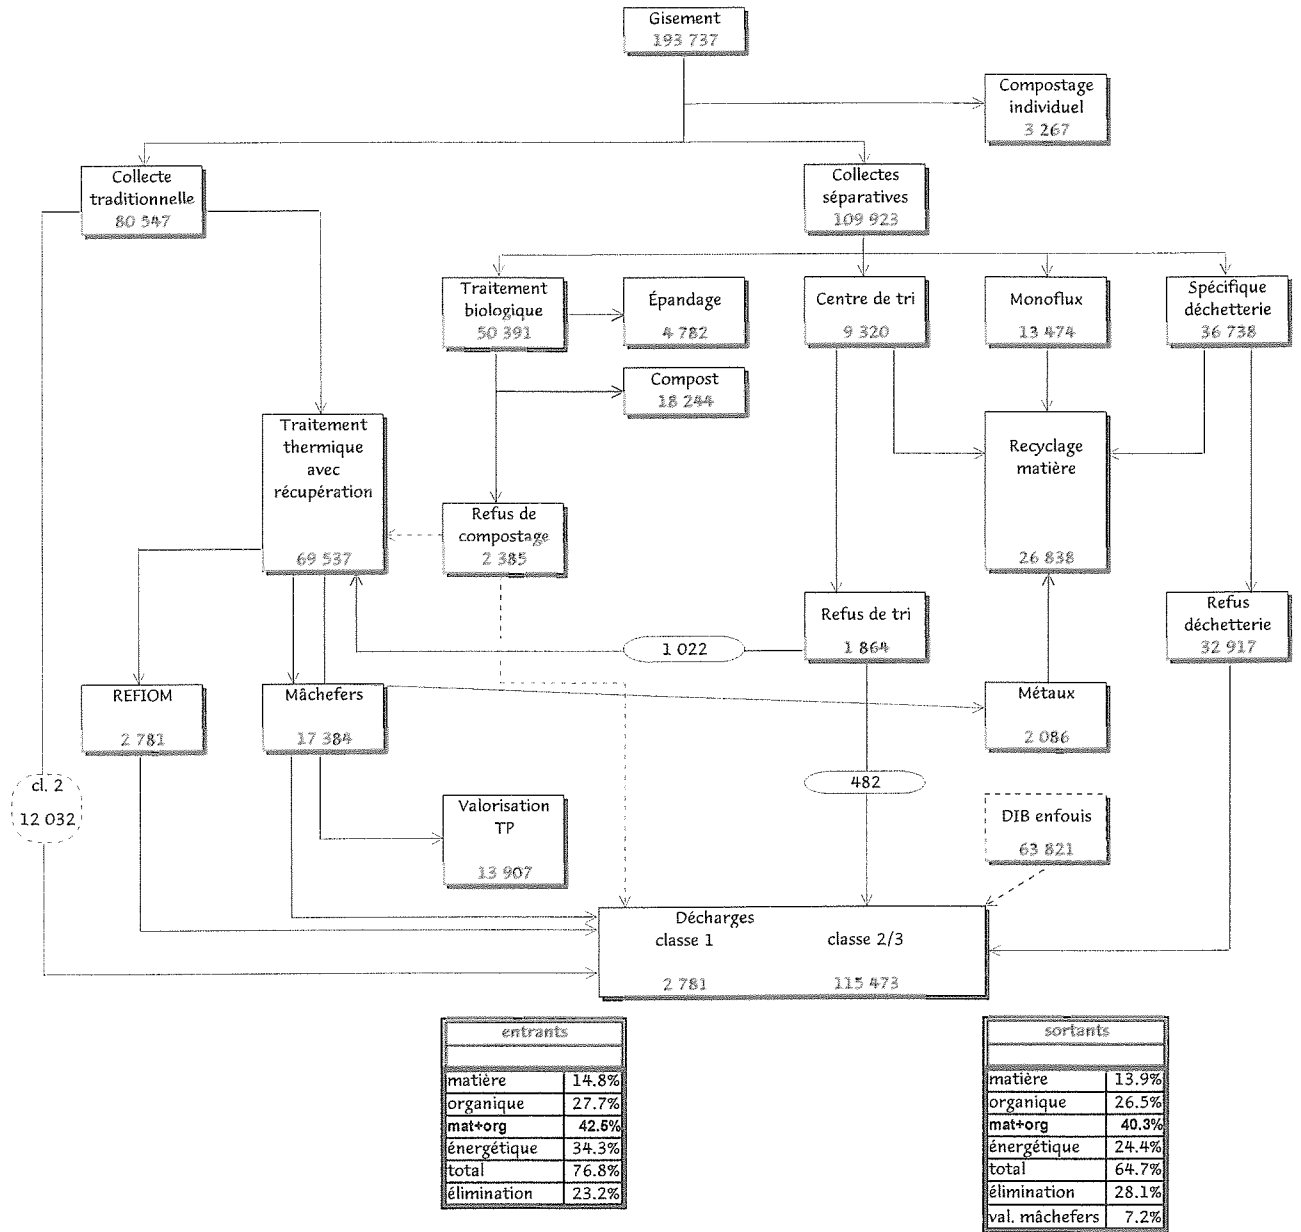 Gisement
193 737
Compostage
individuel
3 267
Collecte
traditionnelle
80 547
Collectes
séparatives
109 923
Traitement
biologique
50 391
Épandage
4 782
Centre de tri
9 320
Monoflux
13 474
Spécifique
déchetterie
36 738
Compost
18 244
Traitement
thermique
avec
récupération
69 537
Recyclage
matière
26 838
Refus de
compostage
2 385
Refus de tri
1 864
Refus
déchetterie
32 917
1 022
REFIOM
2 781
Mâchefers
17 384
Métaux
2 086
cl. 2
12 032
482
Valorisation
TP
13 907
DIB enfouis
63 821
Décharges
classe 1 classe 2/3
2 781 115 473
entrants
matière 14.8%
organique 27.7%
mat+org 42.5%
énergétique 34.3%
total 76.8%
élimination 23.2%
sortants
matière 13.9%
organique 26.5%
mat+org 40.3%
énergétique 24.4%
total 64.7%
élimination 28.1%
val. mâchefers 7.2%